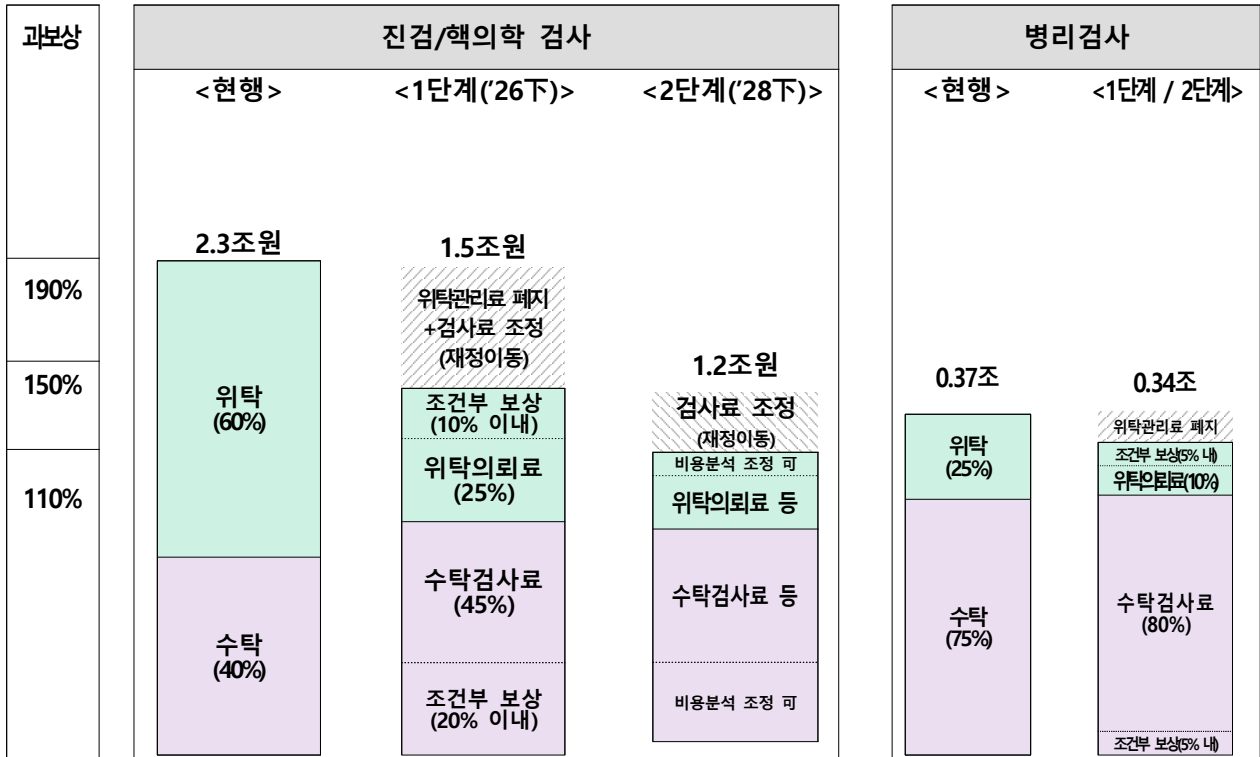 과보상
190%
150%
110%
진검/핵의학 검사
<현행>
<1단계('26下)>
<2단계('28下)>
2.3조원
위탁
(60%)
수탁
(40%)
1.5조원
위탁관리료 폐지
+검사료 조정
(재정이동)
조건부 보상
(10% 이내)
위탁의뢰료
(25%)
수탁검사료
(45%)
조건부 보상
(20% 이내)
1.2조원
검사료 조정
(재정이동)
비용분석 조정 可
위탁의뢰료 등
수탁검사료 등
비용분석 조정 可
병리검사
<현행>
<1단계 / 2단계>
0.37조
위탁
(25%)
수탁
(75%)
0.34조
위탁관리료 폐지
조건부 보상(5% 내)
위탁의뢰료(10%)
수탁검사료
(80%)
조건부 보상(5% 내)